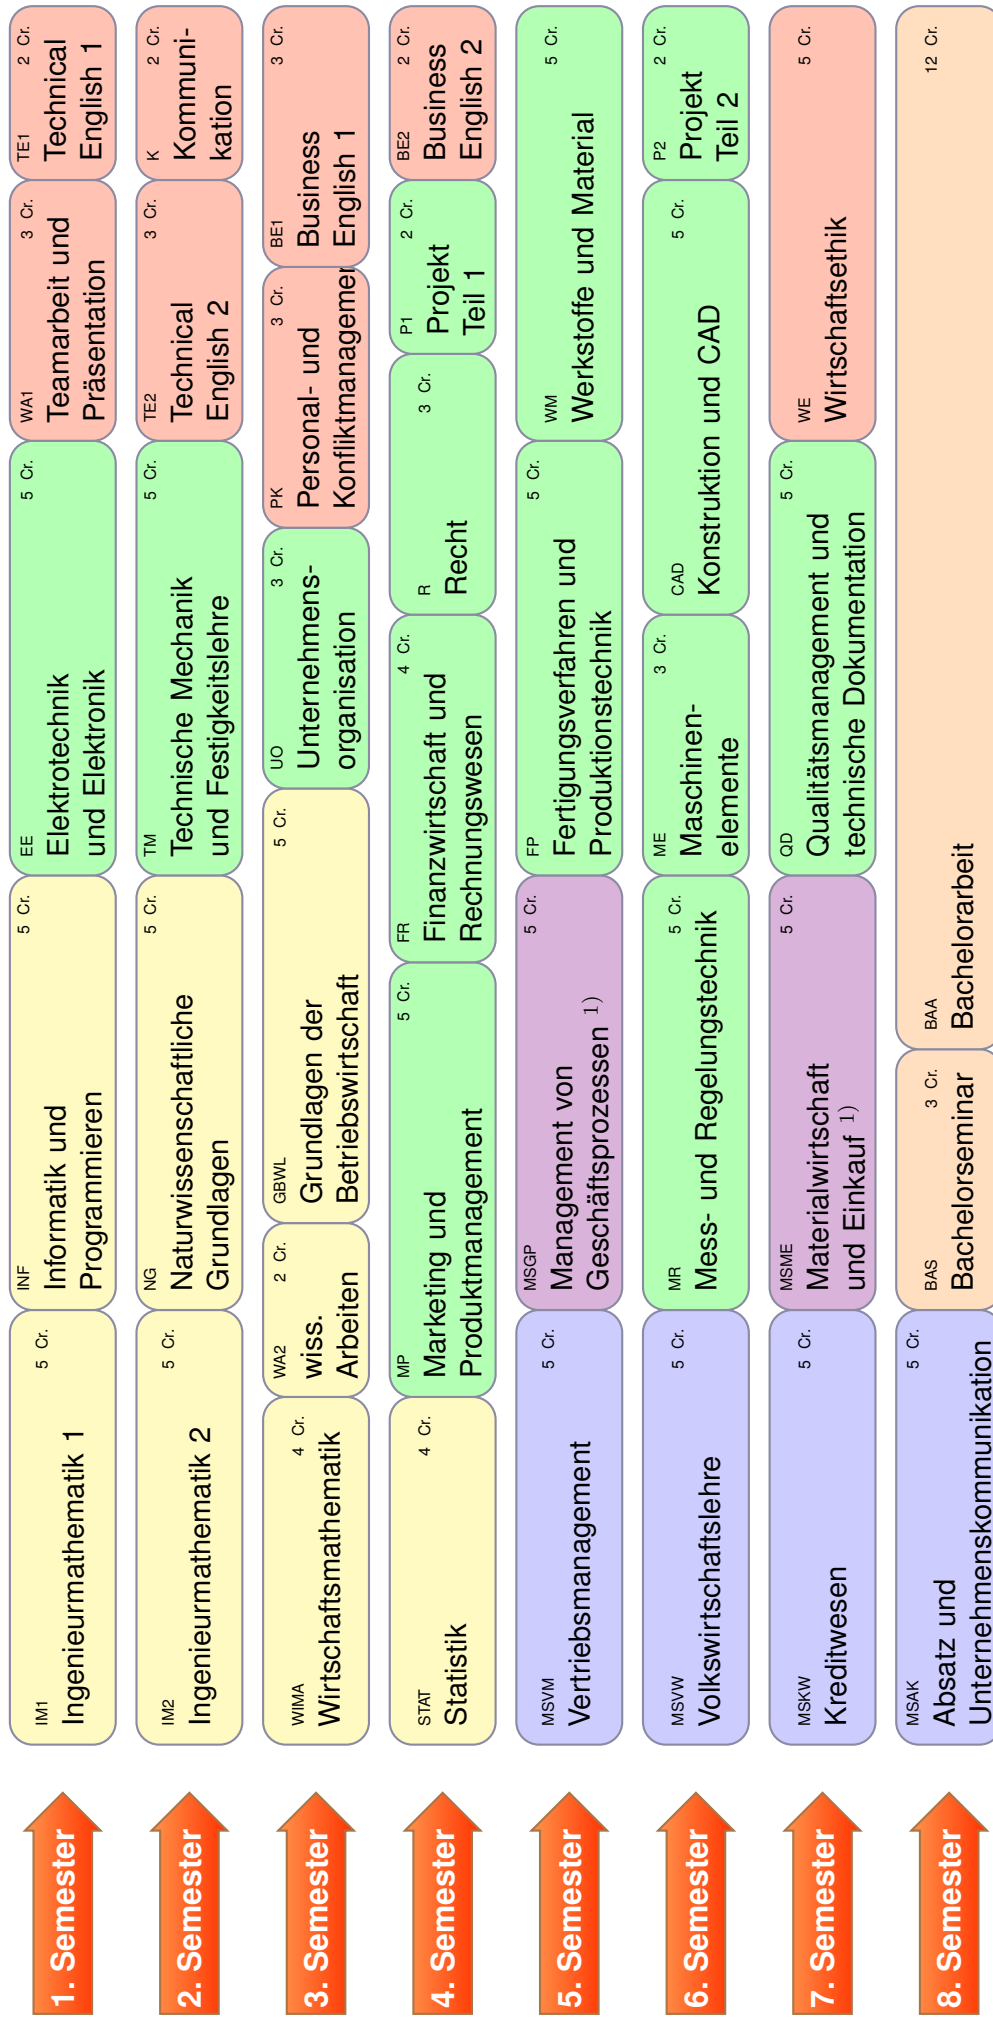 1. Semester
IM1
5 Cr.
Ingenieurmathematik 1
INF
5 Cr.
Informatik und
Programmieren
EE
5 Cr.
Elektrotechnik
und Elektronik
WA1
3 Cr.
Teamarbeit und
Präsentation
TE1
2 Cr.
Technical
English 1
2. Semester
IM2
5 Cr.
Ingenieurmathematik 2
NG
5 Cr.
Naturwissenschaftliche
Grundlagen
TM
5 Cr.
Technische Mechanik
und Festigkeitslehre
TE2
3 Cr.
Technical
English 2
K
2 Cr.
Kommuni-
kation
3. Semester
WIMA
4 Cr.
Wirtschaftsmathematik
WA2
2 Cr.
wiss.
Arbeiten
GBWL
5 Cr.
Grundlagen der
Betriebswirtschaft
UO
3 Cr.
Unternehmens-
organisation
PK
3 Cr.
Personal- und
Konfliktmanagemen
BE1
3 Cr.
Business
English 1
4. Semester
STAT
4 Cr.
Statistik
MP
5 Cr.
Marketing und
Produktmanagement
FR
4 Cr.
Finanzwirtschaft und
Rechnungswesen
R
3 Cr.
Recht
P1
2 Cr.
Projekt
Teil 1
BE2
2 Cr.
Business
English 2
5. Semester
MSVM
5 Cr.
Vertriebsmanagement
MSGP
5 Cr.
Management von
Geschäftsprozessen 1)
FP
5 Cr.
Fertigungsverfahren und
Produktionstechnik
WM
5 Cr.
Werkstoffe und Material
6. Semester
MSVW
5 Cr.
Volkswirtschaftslehre
MR
5 Cr.
Mess- und Regelungstechnik
ME
3 Cr.
Maschinen-
elemente
CAD
5 Cr.
Konstruktion und CAD
P2
2 Cr.
Projekt
Teil 2
7. Semester
MSKW
5 Cr.
Kreditwesen
MSME
5 Cr.
Materialwirtschaft
und Einkauf 1)
QD
5 Cr.
Qualitätsmanagement und
technische Dokumentation
WE
5 Cr.
Wirtschaftsethik
8. Semester
MSAK
5 Cr.
Absatz und
Unternehmenskommunikation
BAS
3 Cr.
Bachelorseminar
BAA
12 Cr.
Bachelorarbeit